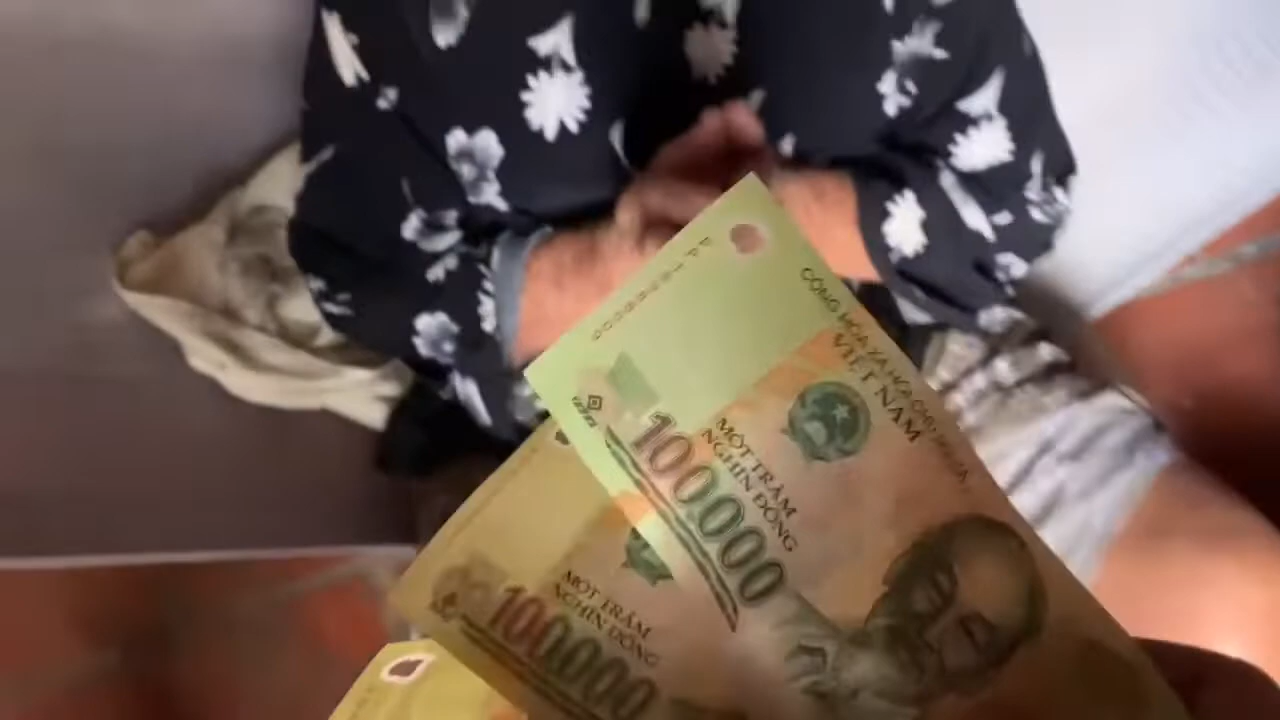 CỘNG HÒA XÃ HỘI CHỦ NGHĨA
VIỆT NAM
MỘT TRĂM
NGHÌN ĐỒNG
100000
MỘT TRĂM
NGHÌN ĐỒNG
100000